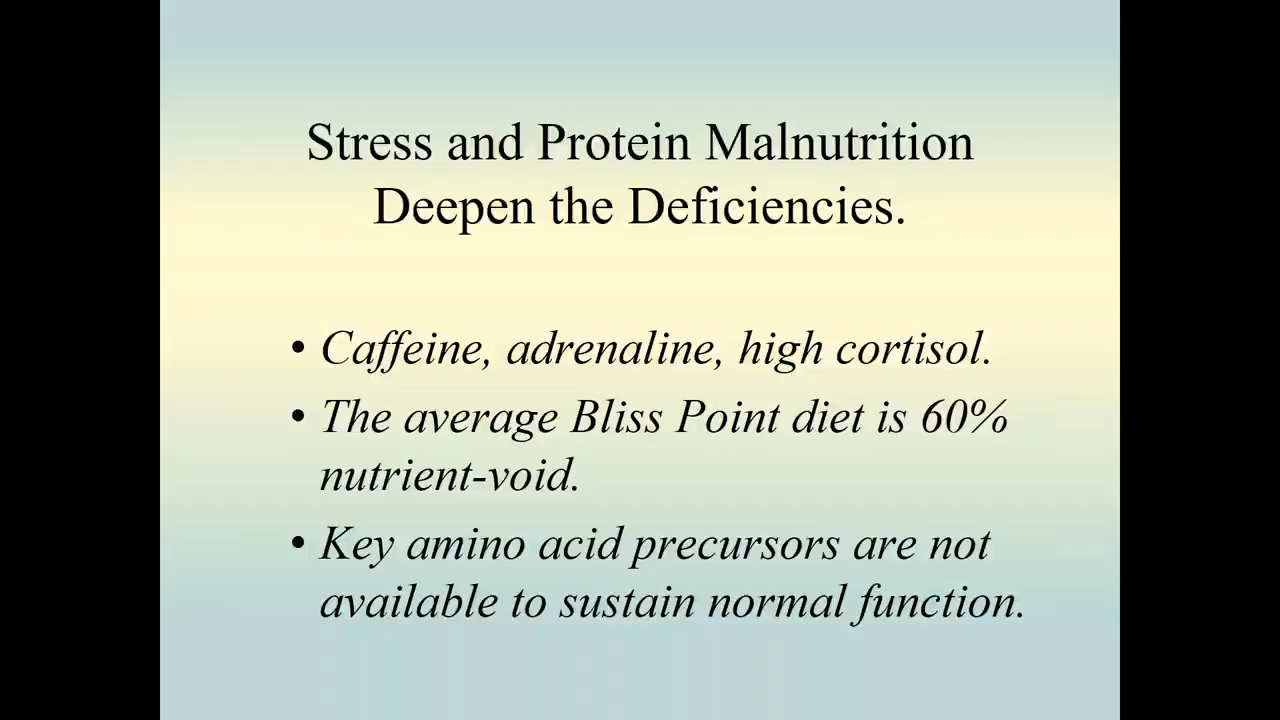 Stress and Protein Malnutrition
Deepen the Deficiencies.
• Caffeine, adrenaline, high cortisol.
• The average Bliss Point diet is 60%
nutrient-void.
• Key amino acid precursors are not
available to sustain normal function.